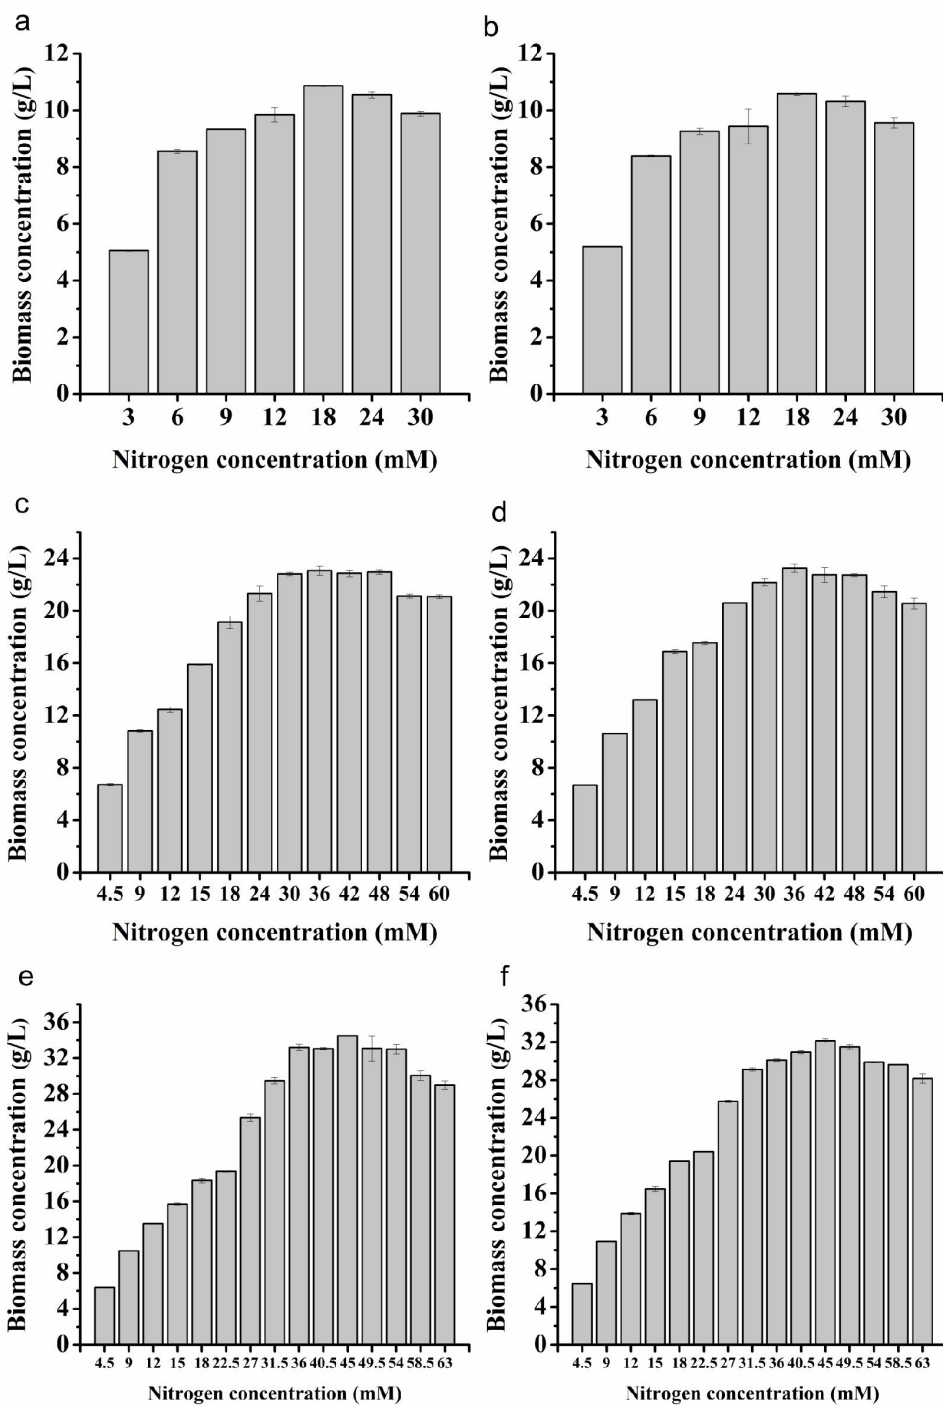 a
Biomass concentration (g/L)
12
10
8
6
4
2
0
3 6 9 12 18 24 30
Nitrogen concentration (mM)
b
Biomass concentration (g/L)
12
10
8
6
4
2
0
3 6 9 12 18 24 30
Nitrogen concentration (mM)
c
Biomass concentration (g/L)
24
20
16
12
8
4
0
4.5 9 12 15 18 24 30 36 42 48 54 60
Nitrogen concentration (mM)
d
Biomass concentration (g/L)
24
20
16
12
8
4
0
4.5 9 12 15 18 24 30 36 42 48 54 60
Nitrogen concentration (mM)
e
Biomass concentration (g/L)
36
32
28
24
20
16
12
8
4
0
4.5 9 12 15 18 22.5 27 31.5 36 40.5 45 49.5 54 58.5 63
Nitrogen concentration (mM)
f
Biomass concentration (g/L)
36
32
28
24
20
16
12
8
4
0
4.5 9 12 15 18 22.5 27 31.5 36 40.5 45 49.5 54 58.5 63
Nitrogen concentration (mM)